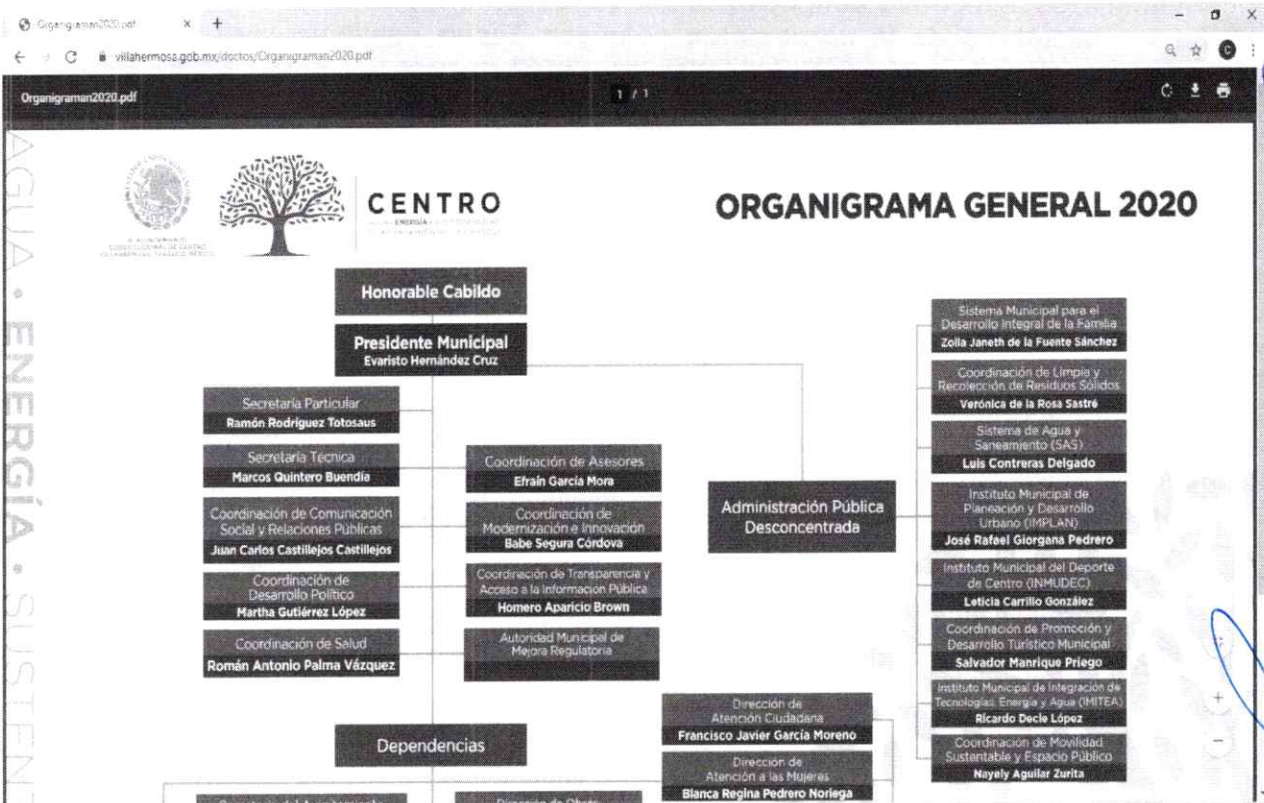 Organigraman2020.pdf
villahermosa.gob.mx/doctos/Organigraman2020.pdf
Organigraman2020.pdf
1 / 1
AGUA • ENERGÍA • SUSTENT
CENTRO
ORGANIGRAMA GENERAL 2020
Honorable Cabildo
Presidente Municipal
Evaristo Hernández Cruz
Secretaría Particular
Ramón Rodríguez Totosaus
Secretaría Técnica
Marcos Quintero Buendía
Coordinación de Comunicación
Social y Relaciones Públicas
Juan Carlos Castillejos Castillejos
Coordinación de
Desarrollo Político
Martha Gutiérrez López
Coordinación de Salud
Román Antonio Palma Vázquez
Coordinación de Asesores
Efraín García Mora
Coordinación de
Modernización e Innovación
Babe Segura Córdova
Coordinación de Transparencia y
Acceso a la Información Pública
Homero Aparicio Brown
Autoridad Municipal de
Mejora Regulatoria
Administración Pública
Desconcentrada
Sistema Municipal para el
Desarrollo Integral de la Familia
Zoila Janeth de la Fuente Sánchez
Coordinación de Limpia y
Recolección de Residuos Sólidos
Verónica de la Rosa Sastré
Sistema de Agua y
Saneamiento (SAS)
Luis Contreras Delgado
Instituto Municipal de
Planeación y Desarrollo
Urbano (IMPLAN)
José Rafael Giorgana Pedrero
Instituto Municipal del Deporte
de Centro (INMUDEC)
Leticia Carrillo González
Coordinación de Promoción y
Desarrollo Turístico Municipal
Salvador Manrique Priego
Instituto Municipal de Integración de
Tecnologías, Energía y Agua (IMITEA)
Ricardo Decle López
Coordinación de Movilidad
Sustentable y Espacio Público
Nayely Aguilar Zurita
Dependencias
Dirección de
Atención Ciudadana
Francisco Javier García Moreno
Dirección de
Atención a las Mujeres
Blanca Regina Pedrero Noriega